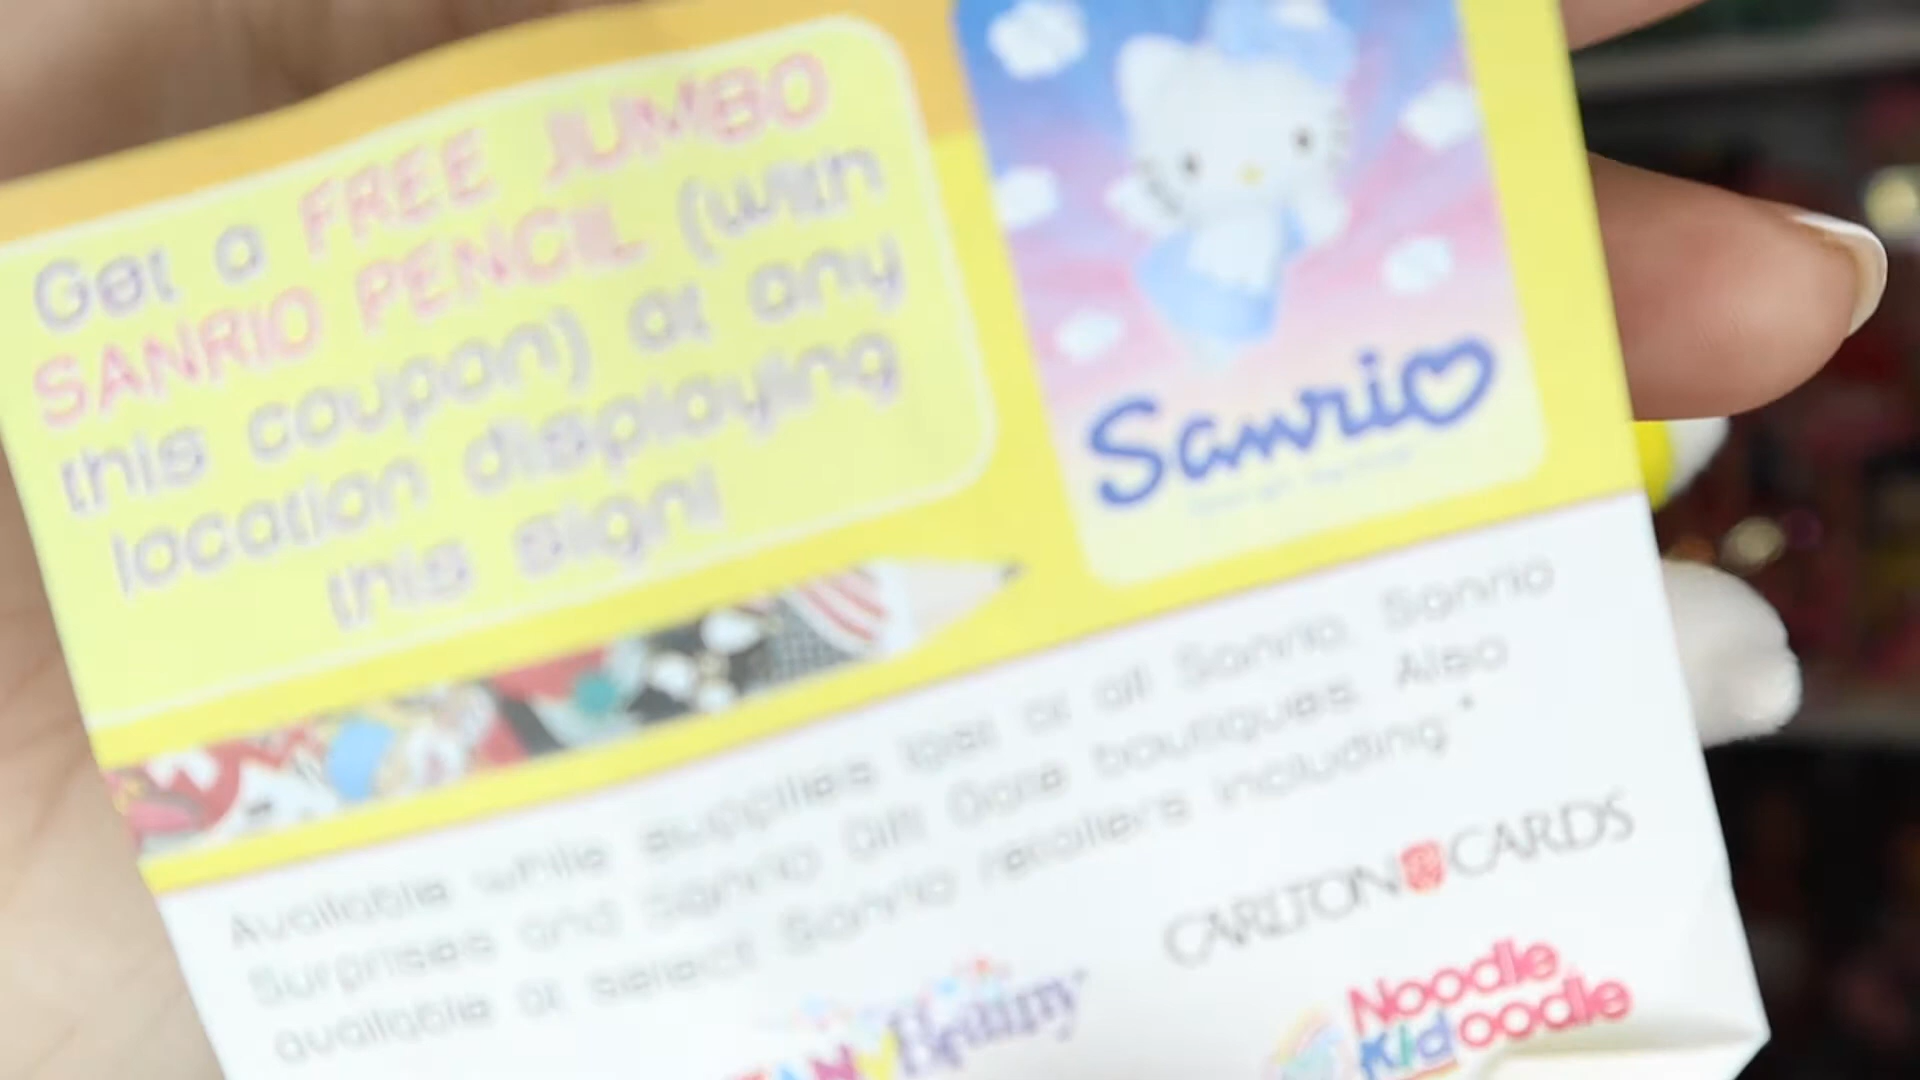 Get a FREE JUMBO
SANRIO PENCIL (with
this coupon) at any
location displaying
this sign!
Sanrio
Available while supplies last at all Sanrio, Sanrio
Surprises and Sanrio Gift Gate boutiques. Also
available at select Sanrio retailers including:
CARLTON CARDS
Noodle
Kidoodle